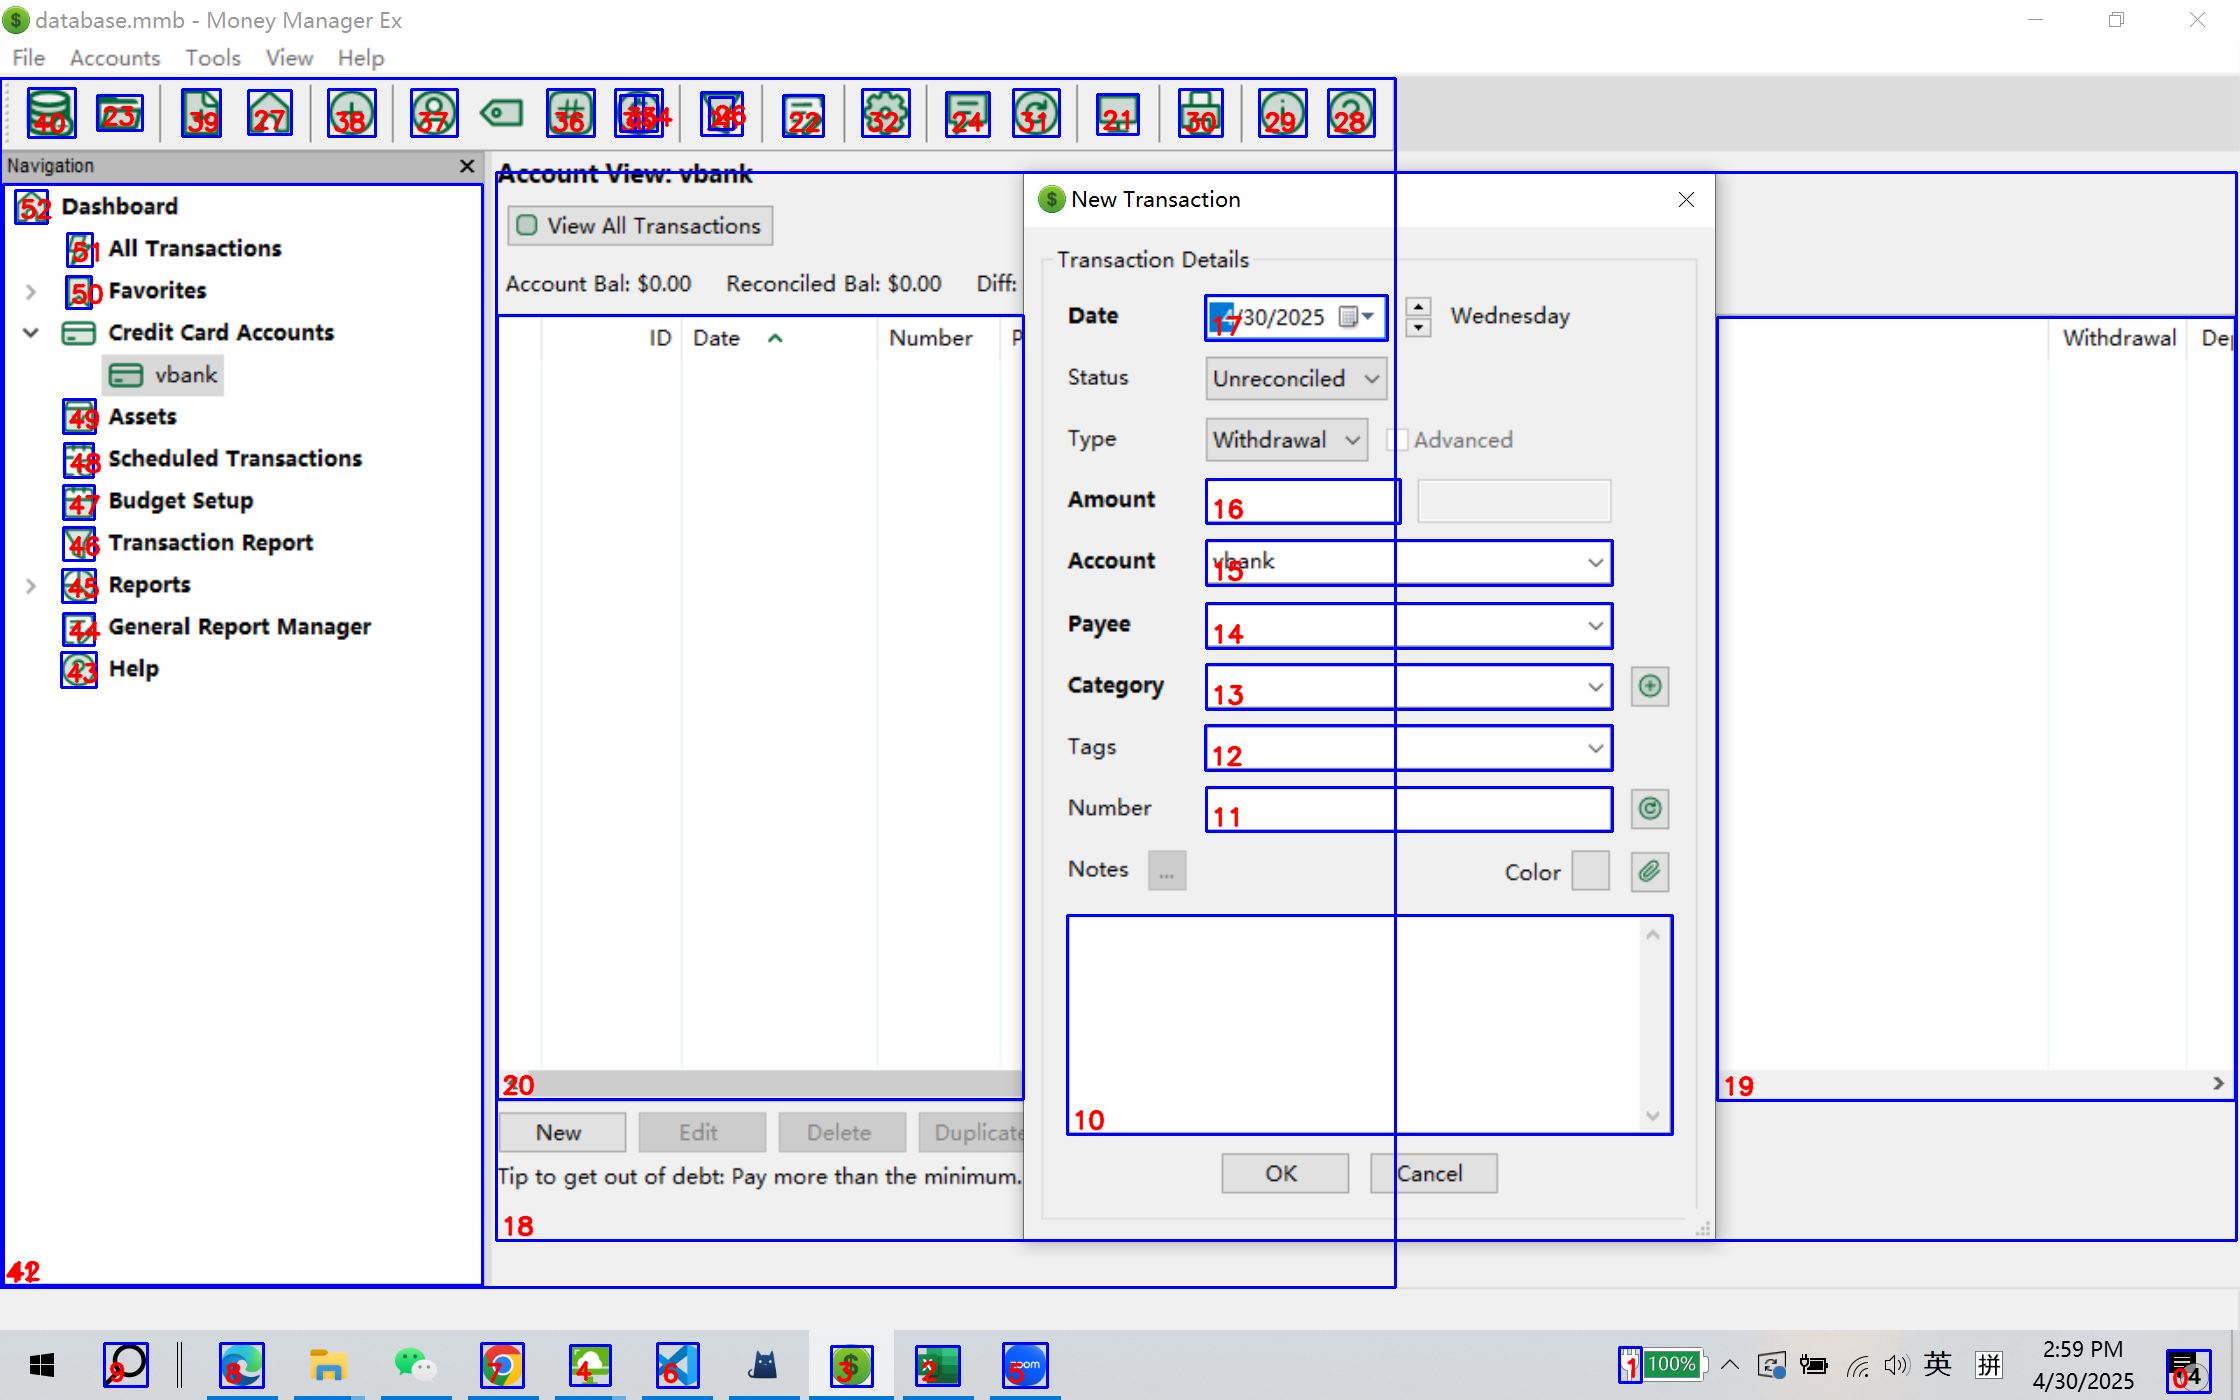 database.mmb - Money Manager Ex
File Accounts Tools View Help
40 23 39 27 38 37 36 34 26 22 32 24 31 21 30 29 28
Navigation
52 Dashboard
51 All Transactions
50 Favorites
Credit Card Accounts
vbank
49 Assets
48 Scheduled Transactions
47 Budget Setup
46 Transaction Report
45 Reports
44 General Report Manager
43 Help
42
Account View: vbank
View All Transactions
Account Bal: $0.00 Reconciled Bal: $0.00 Diff:
ID Date Number P
Withdrawal
20
19
New Edit Delete Duplicate
Tip to get out of debt: Pay more than the minimum.
18
New Transaction
Transaction Details
Date 17 4/30/2025 Wednesday
Status Unreconciled
Type Withdrawal Advanced
Amount 16
Account vbank 15
Payee 14
Category 13
Tags 12
Number 11
Notes ... Color
10
OK Cancel
9 8 7 4 6 3 2 5 zoom
1 100% 英 拼
2:59 PM
4/30/2025
0 4